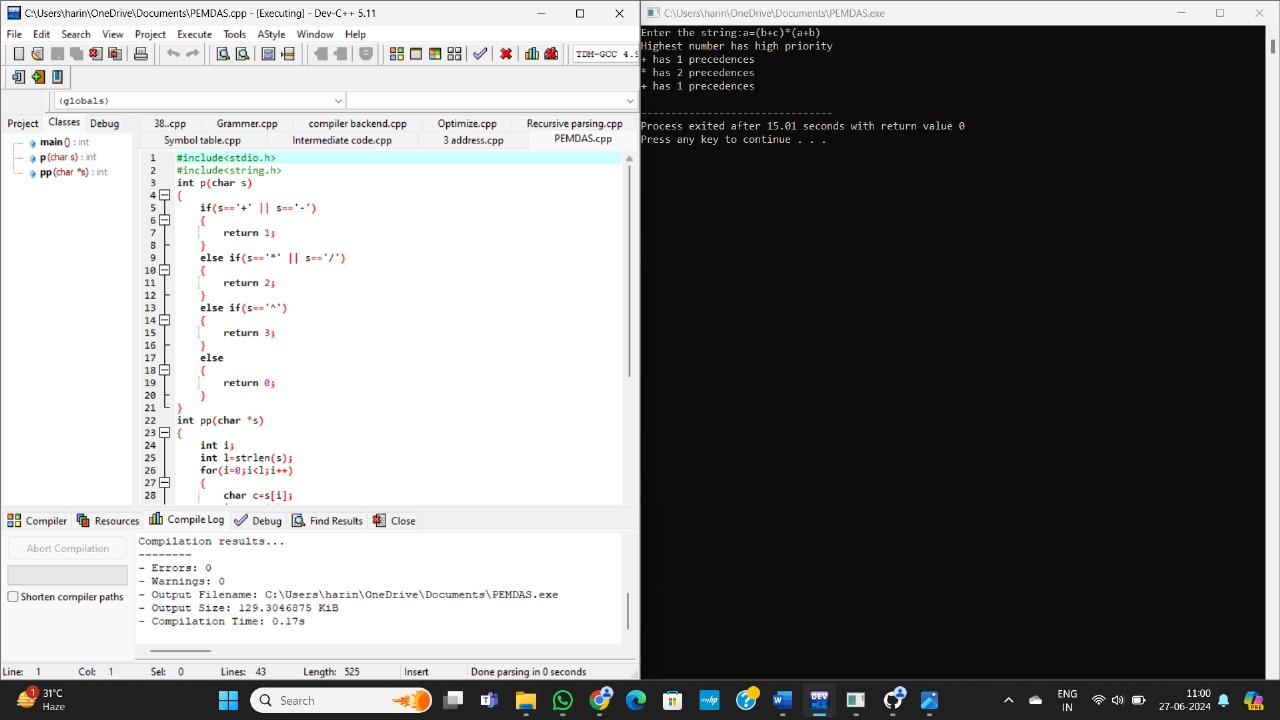 C:\Users\harin\OneDrive\Documents\PEMDAS.cpp - [Executing] - Dev-C++ 5.11
File Edit Search View Project Execute Tools AStyle Window Help
TDM-GCC 4.9
(globals)
Project Classes Debug
main () : int
p (char s) : int
pp (char *s) : int
38..cpp Grammer.cpp compiler backend.cpp Optimize.cpp Recursive parsing.cpp
Symbol table.cpp Intermediate code.cpp 3 address.cpp PEMDAS.cpp
1 #include<stdio.h>
2 #include<string.h>
3 int p(char s)
4 {
5 if(s=='+' || s=='-')
6 {
7 return 1;
8 }
9 else if(s=='*' || s=='/')
10 {
11 return 2;
12 }
13 else if(s=='^')
14 {
15 return 3;
16 }
17 else
18 {
19 return 0;
20 }
21 }
22 int pp(char *s)
23 {
24 int i;
25 int l=strlen(s);
26 for(i=0;i<l;i++)
27 {
28 char c=s[i];
Compiler Resources Compile Log Debug Find Results Close
Abort Compilation
Shorten compiler paths
Compilation results...
--------
- Errors: 0
- Warnings: 0
- Output Filename: C:\Users\harin\OneDrive\Documents\PEMDAS.exe
- Output Size: 129.3046875 KiB
- Compilation Time: 0.17s
Line: 1 Col: 1 Sel: 0 Lines: 43 Length: 525 Insert Done parsing in 0 seconds
C:\Users\harin\OneDrive\Documents\PEMDAS.exe
Enter the string:a=(b+c)*(a+b)
Highest number has high priority
+ has 1 precedences
* has 2 precedences
+ has 1 precedences
--------------------------------
Process exited after 15.01 seconds with return value 0
Press any key to continue . . .
1
31°C
Haze
Search
DEV
ENG
IN
11:00
27-06-2024